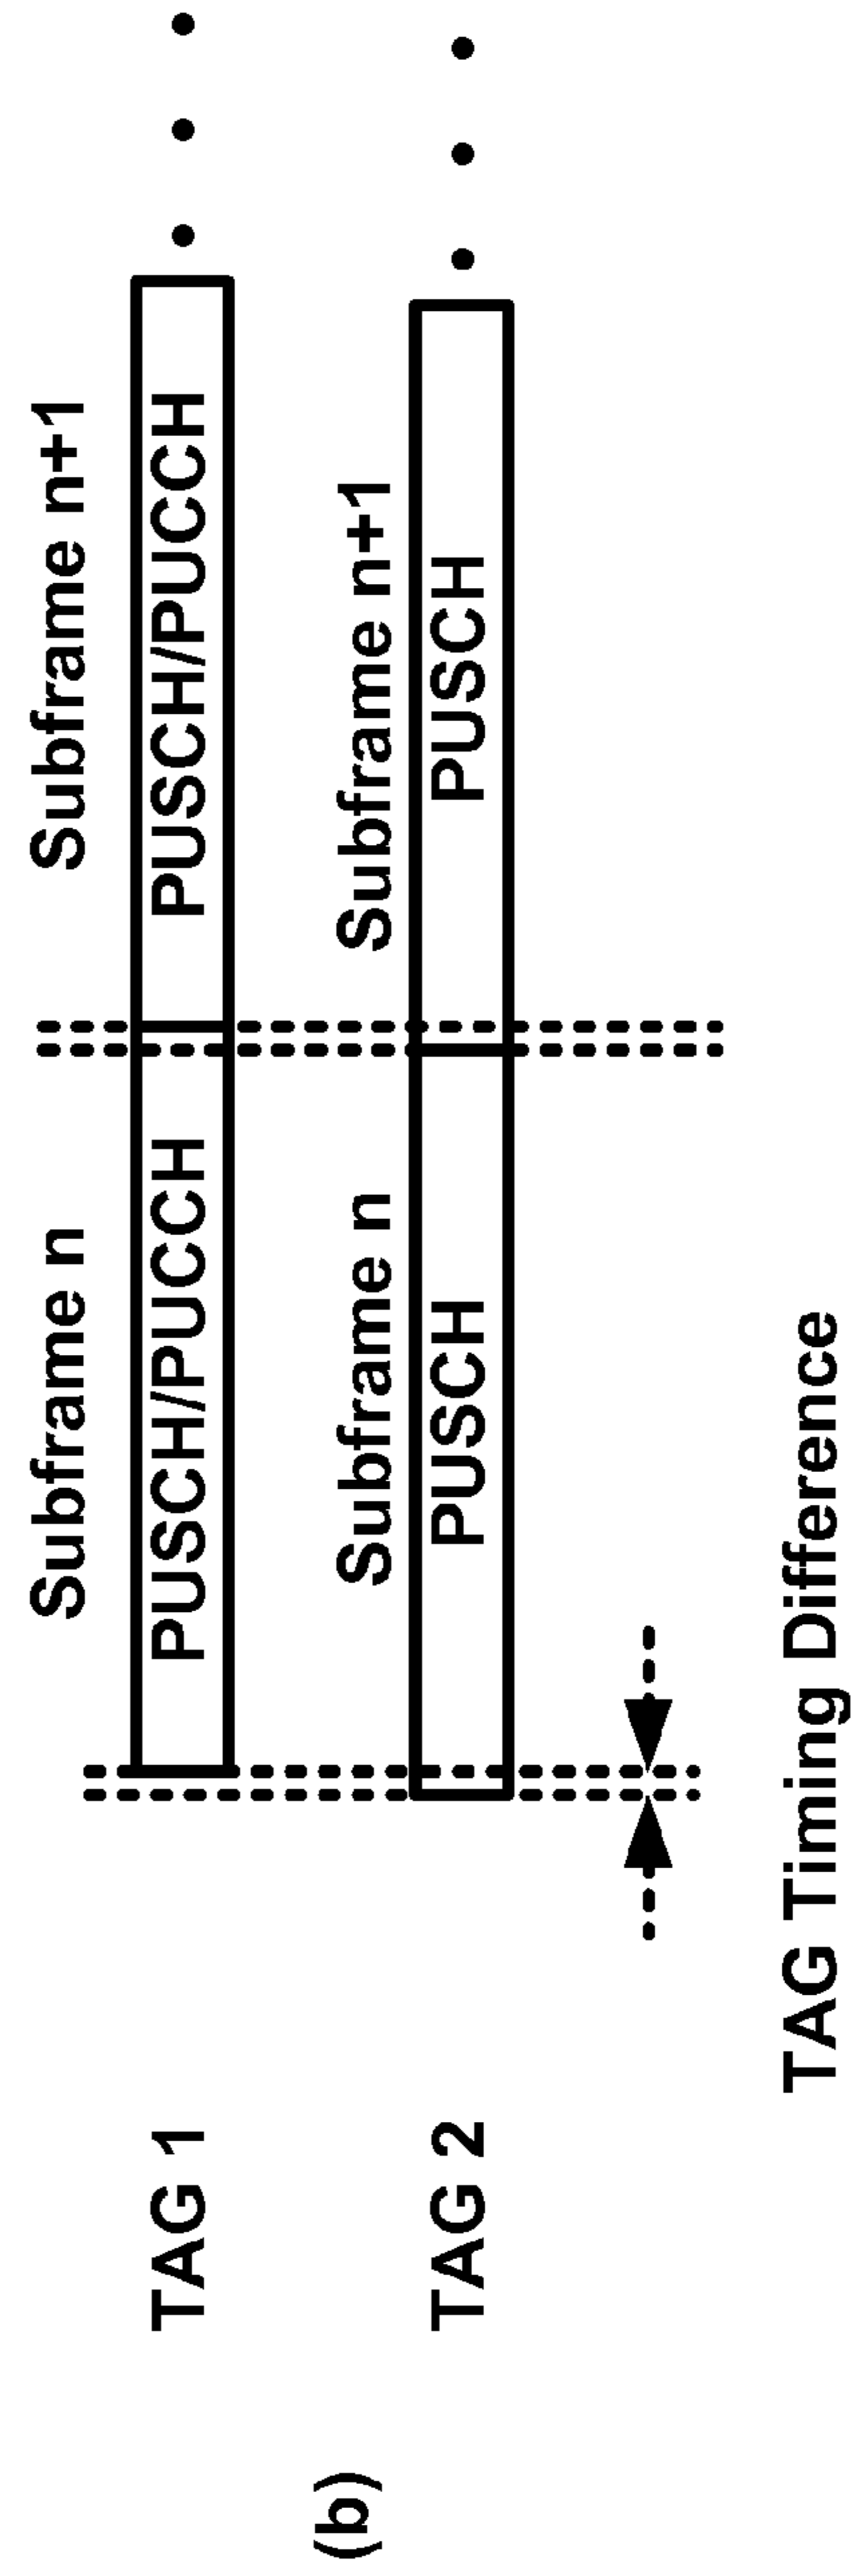 Subframe n
Subframe n+1
TAG 1
PUSCH/PUCCH
PUSCH/PUCCH
(b)
Subframe n
Subframe n+1
TAG 2
PUSCH
PUSCH
TAG Timing Difference